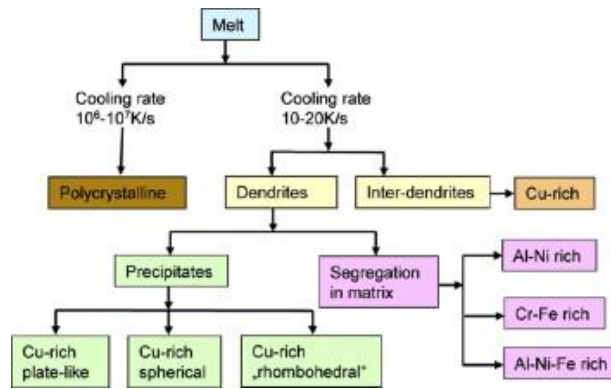 Melt
Cooling rate
10⁶-10⁷K/s
Cooling rate
10-20K/s
Polycrystalline
Dendrites
Inter-dendrites
Cu-rich
Precipitates
Segregation
in matrix
Al-Ni rich
Cr-Fe rich
Al-Ni-Fe rich
Cu-rich
plate-like
Cu-rich
spherical
Cu-rich
„rhombohedral“